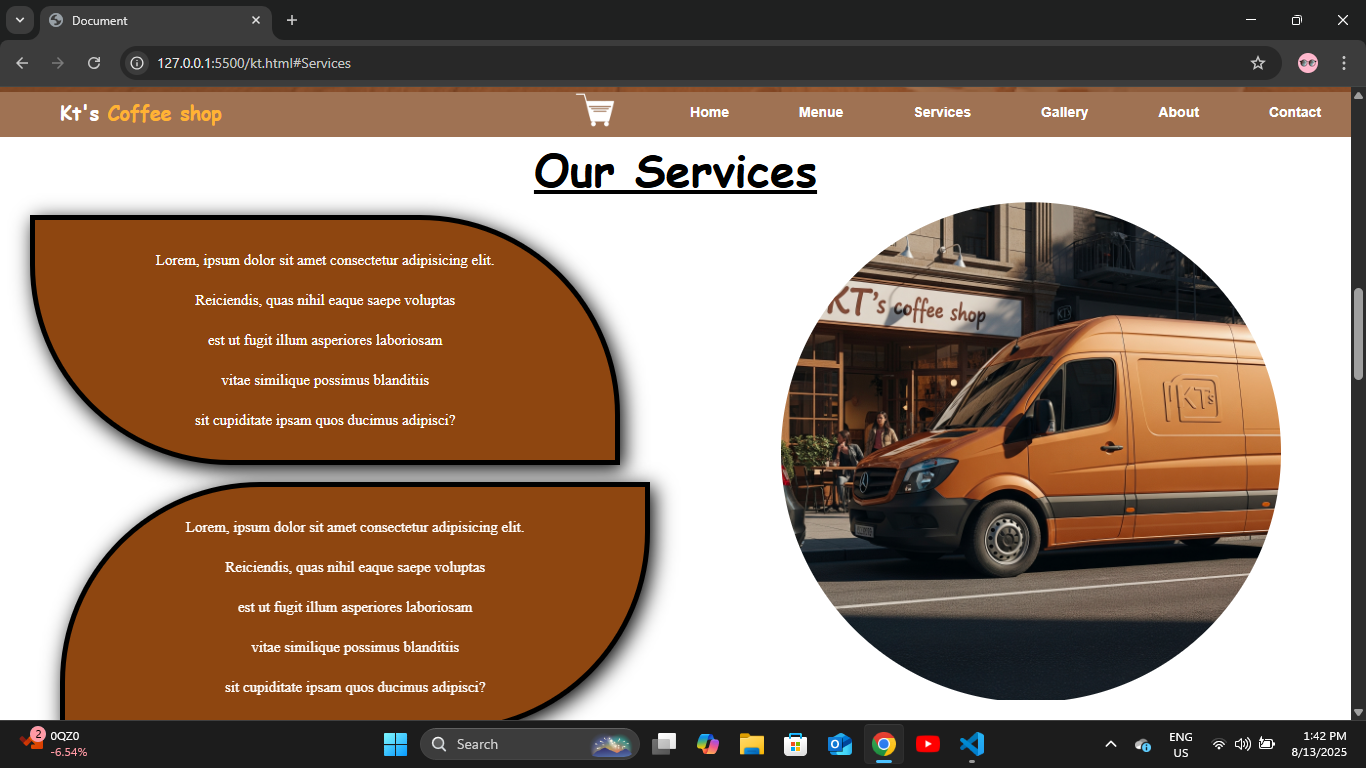 Document
127.0.0.1:5500/kt.html#Services
Kt's Coffee shop
Home
Menue
Services
Gallery
About
Contact
Our Services
Lorem, ipsum dolor sit amet consectetur adipisicing elit.
Reiciendis, quas nihil eaque saepe voluptas
est ut fugit illum asperiores laboriosam
vitae similique possimus blanditiis
sit cupiditate ipsam quos ducimus adipisci?
KT's coffee shop
KTs
Lorem, ipsum dolor sit amet consectetur adipisicing elit.
Reiciendis, quas nihil eaque saepe voluptas
est ut fugit illum asperiores laboriosam
vitae similique possimus blanditiis
sit cupiditate ipsam quos ducimus adipisci?
2
0QZ0
-6.54%
Search
ENG
US
1:42 PM
8/13/2025